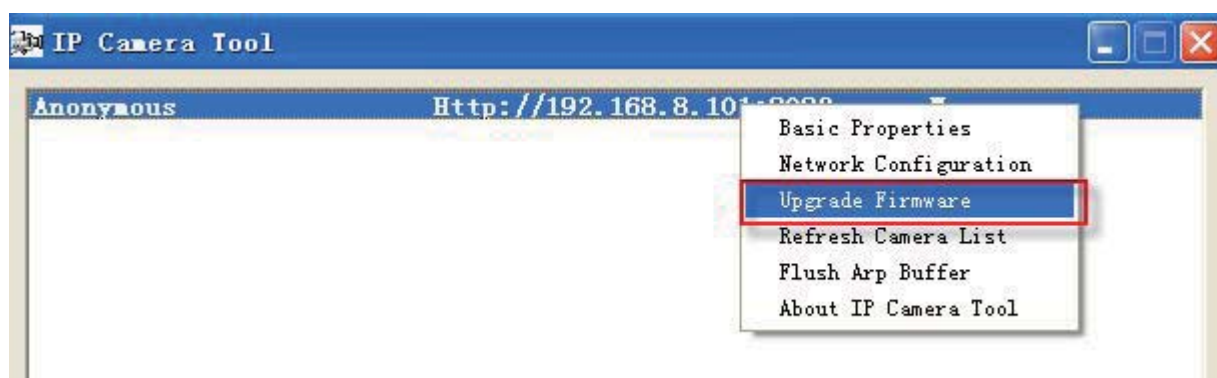 IP Camera Tool
Anonymous Http://192.168.8.101
Basic Properties
Network Configuration
Upgrade Firmware
Refresh Camera List
Flush Arp Buffer
About IP Camera Tool